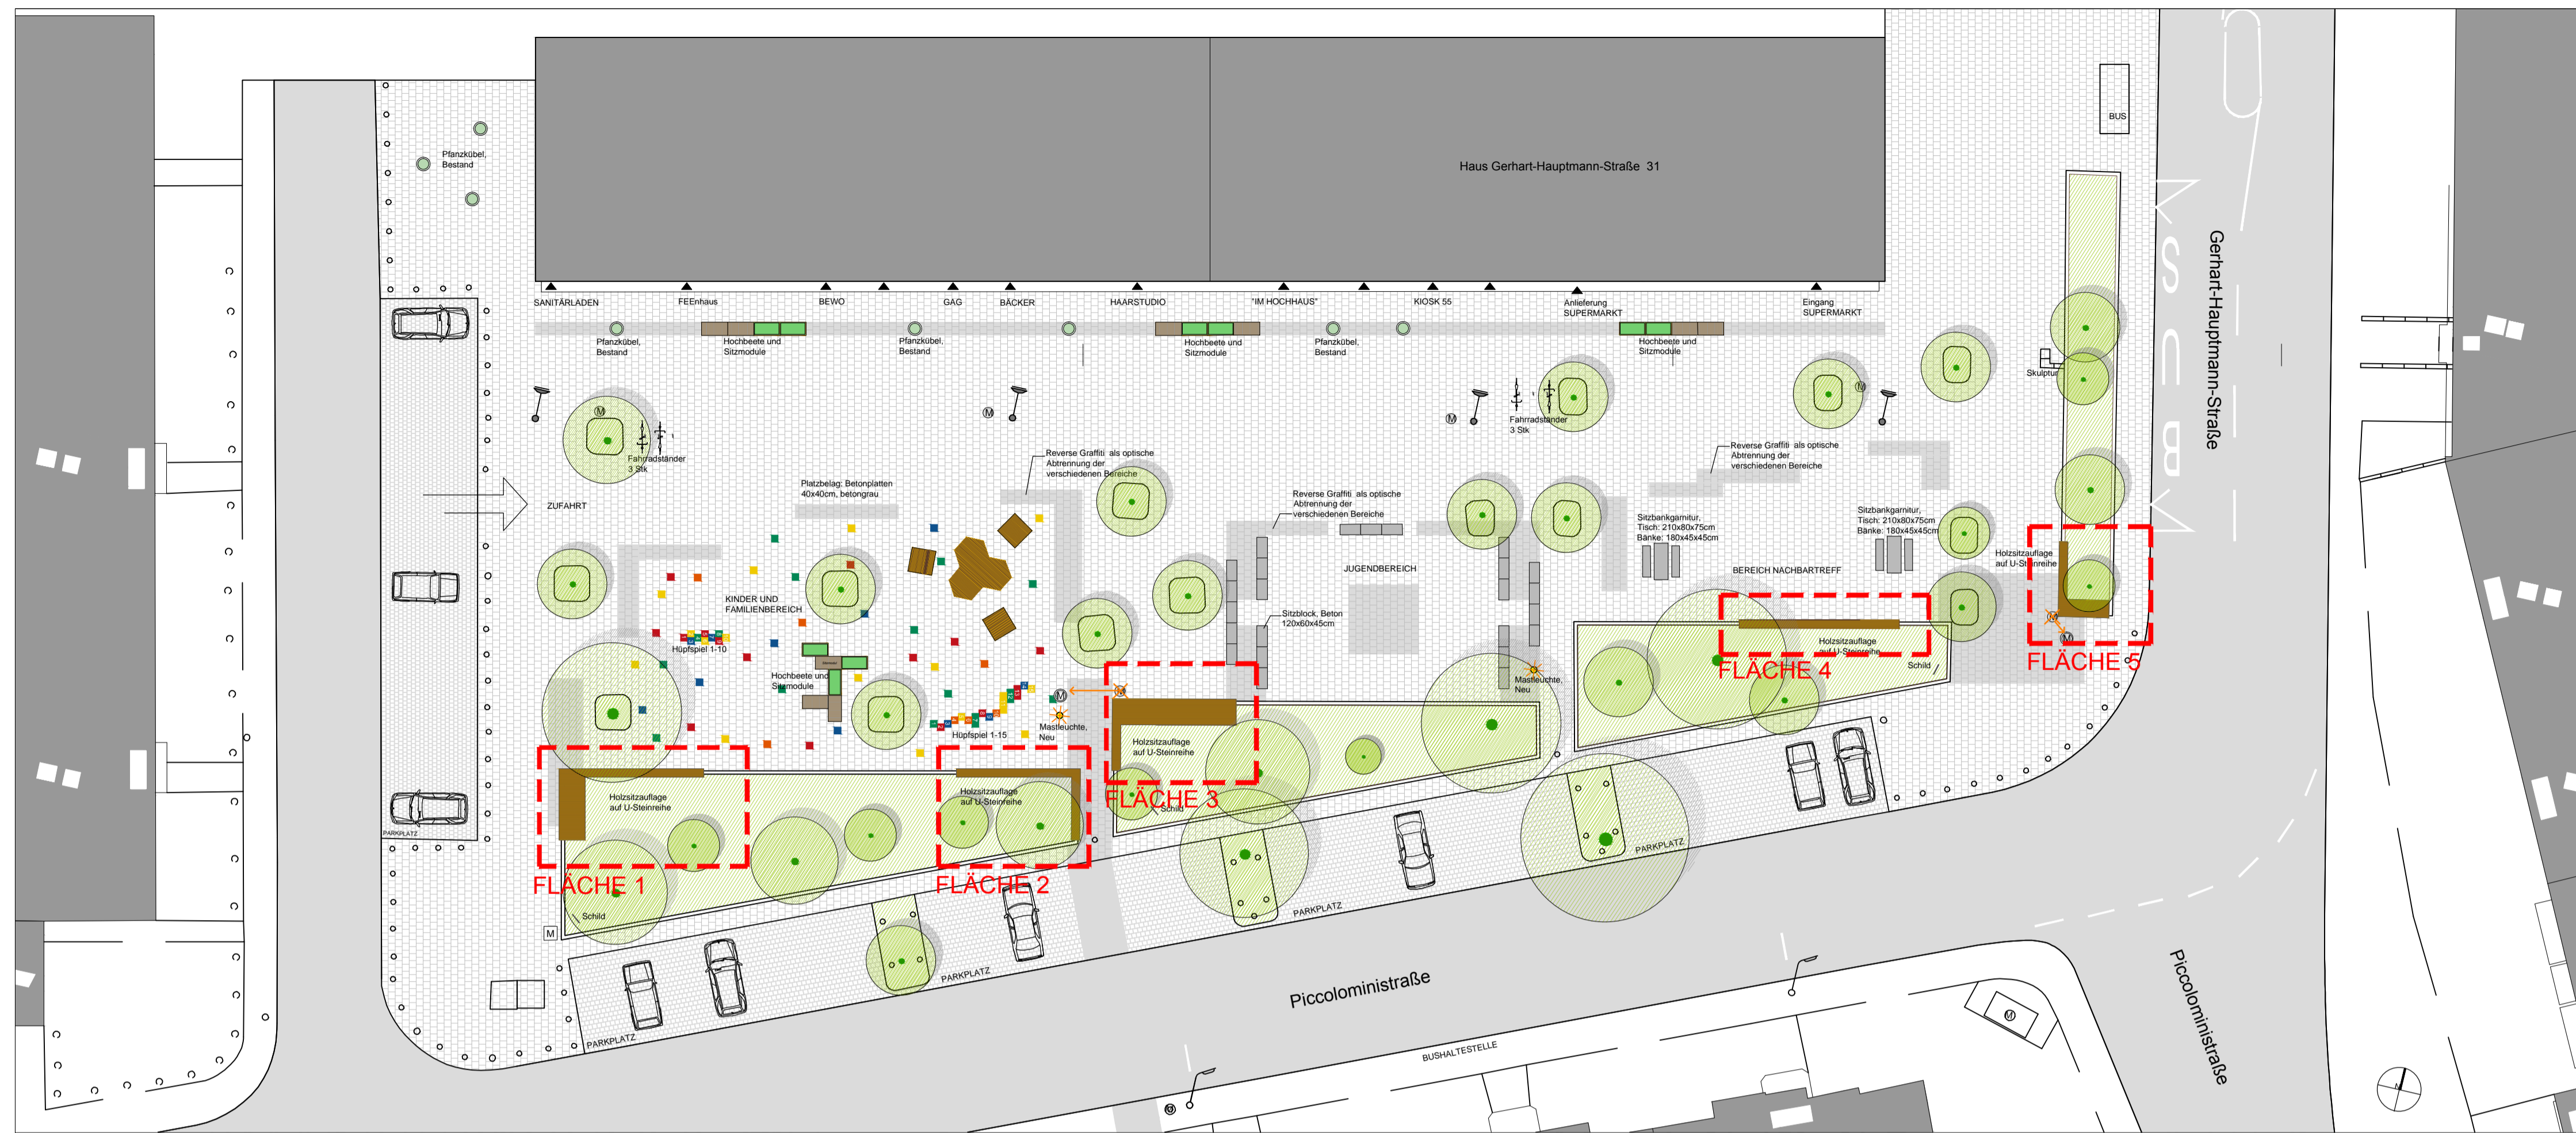 Haus Gerhart-Hauptmann-Straße 31
BUS
Pfanzkübel,
Bestand
Gerhart-Hauptmann-Straße
BUS
SANITÄRLADEN
FEEnhaus
BEWO
GAG
BÄCKER
HAARSTUDIO
"IM HOCHHAUS"
KIOSK 55
Anlieferung
SUPERMARKT
Eingang
SUPERMARKT
Pfanzkübel,
Bestand
Hochbeete und
Sitzmodule
Pfanzkübel,
Bestand
Hochbeete und
Sitzmodule
Pfanzkübel,
Bestand
Hochbeete und
Sitzmodule
Skulptur
M
M
M
M
Fahrradständer
3 Stk
Fahrradständer
3 Stk
Reverse Graffiti als optische
Abtrennung der
verschiedenen Bereiche
Reverse Graffiti als optische
Abtrennung der
verschiedenen Bereiche
Platzbelag: Betonplatten
40x40cm, betongrau
Reverse Graffiti als optische
Abtrennung der
verschiedenen Bereiche
ZUFAHRT
Sitzbankgarnitur,
Tisch: 210x80x75cm
Bänke: 180x45x45cm
Sitzbankgarnitur,
Tisch: 210x80x75cm
Bänke: 180x45x45cm
Holzsitzauflage
auf U-Steinreihe
JUGENDBEREICH
BEREICH NACHBARTREFF
KINDER UND
FAMILIENBEREICH
Sitzblock, Beton
120x60x45cm
Hüpfspiel 1-10
Holzsitzauflage
auf U-Steinreihe
M
FLÄCHE 4
Schild
FLÄCHE 5
Hochbeete und
Sitzmodule
Mastleuchte,
Neu
M
M
Hüpfspiel 1-15
Mastleuchte,
Neu
Holzsitzauflage
auf U-Steinreihe
Holzsitzauflage
auf U-Steinreihe
Holzsitzauflage
auf U-Steinreihe
FLÄCHE 3
Schild
PARKPLATZ
PARKPLATZ
FLÄCHE 1
FLÄCHE 2
Schild
M
PARKPLATZ
PARKPLATZ
PARKPLATZ
Piccoloministraße
Piccoloministraße
BUSHALTESTELLE
M
M
N